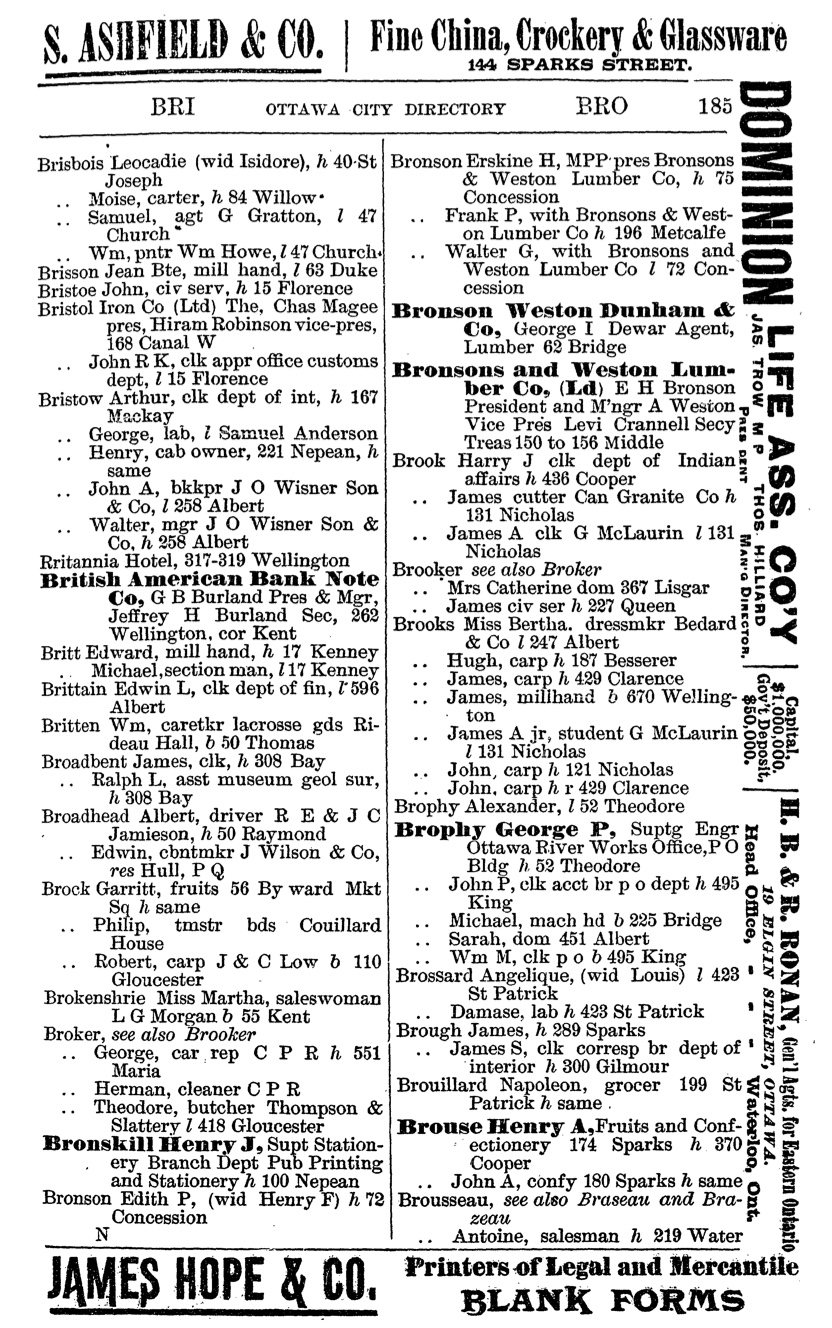 S. ASHFIELD & CO. | Fine China, Crockery & Glassware
144 SPARKS STREET.
BRI OTTAWA CITY DIRECTORY BRO 185
Brisbois Leocadie (wid Isidore), h 40 St
Joseph
.. Moise, carter, h 84 Willow
.. Samuel, agt G Gratton, l 47
Church
.. Wm, pntr Wm Howe, l 47 Church
Brisson Jean Bte, mill hand, l 63 Duke
Bristoe John, civ serv, h 15 Florence
Bristol Iron Co (Ltd) The, Chas Magee
pres, Hiram Robinson vice-pres,
168 Canal W
.. John R K, clk appr office customs
dept, l 15 Florence
Bristow Arthur, clk dept of int, h 167
Mackay
.. George, lab, l Samuel Anderson
.. Henry, cab owner, 221 Nepean, h
same
.. John A, bkkpr J O Wisner Son
& Co, l 258 Albert
.. Walter, mgr J O Wisner Son &
Co, h 258 Albert
Rritannia Hotel, 317-319 Wellington
British American Bank Note
Co, G B Burland Pres & Mgr,
Jeffrey H Burland Sec, 262
Wellington, cor Kent
Britt Edward, mill hand, h 17 Kenney
.. Michael, section man, l 17 Kenney
Brittain Edwin L, clk dept of fin, l 596
Albert
Britten Wm, caretkr lacrosse gds Ri-
deau Hall, b 50 Thomas
Broadbent James, clk, h 308 Bay
.. Ralph L, asst museum geol sur,
h 308 Bay
Broadhead Albert, driver R E & J C
Jamieson, h 50 Raymond
.. Edwin, cbntmkr J Wilson & Co,
res Hull, P Q
Brock Garritt, fruits 56 By ward Mkt
Sq h same
.. Philip, tmstr bds Couillard
House
.. Robert, carp J & C Low b 110
Gloucester
Brokenshrie Miss Martha, saleswoman
L G Morgan b 55 Kent
Broker, see also Brooker
.. George, car rep C P R h 551
Maria
.. Herman, cleaner C P R
.. Theodore, butcher Thompson &
Slattery l 418 Gloucester
Bronskill Henry J, Supt Station-
ery Branch Dept Pub Printing
and Stationery h 100 Nepean
Bronson Edith P, (wid Henry F) h 72
Concession
N
Bronson Erskine H, MPP pres Bronsons
& Weston Lumber Co, h 75
Concession
.. Frank P, with Bronsons & West-
on Lumber Co h 196 Metcalfe
.. Walter G, with Bronsons and
Weston Lumber Co l 72 Con-
cession
Bronson Weston Dunham &
Co, George I Dewar Agent,
Lumber 62 Bridge
Bronsons and Weston Lum-
ber Co, (Ld) E H Bronson
President and M'ngr A Weston
Vice Pres Levi Crannell Secy
Treas 150 to 156 Middle
Brook Harry J clk dept of Indian
affairs h 436 Cooper
.. James cutter Can Granite Co h
131 Nicholas
.. James A clk G McLaurin l 131
Nicholas
Brooker see also Broker
.. Mrs Catherine dom 367 Lisgar
.. James civ ser h 227 Queen
Brooks Miss Bertha. dressmkr Bedard
& Co l 247 Albert
.. Hugh, carp h 187 Besserer
.. James, carp h 429 Clarence
.. James, millhand b 670 Welling-
ton
.. James A jr, student G McLaurin
l 131 Nicholas
.. John, carp h 121 Nicholas
.. John, carp h r 429 Clarence
Brophy Alexander, l 52 Theodore
Brophy George P, Suptg Engr
Ottawa River Works Office, P O
Bldg h 52 Theodore
.. John P, clk acct br p o dept h 495
King
.. Michael, mach hd b 225 Bridge
.. Sarah, dom 451 Albert
.. Wm M, clk p o b 495 King
Brossard Angelique, (wid Louis) l 423
St Patrick
.. Damase, lab h 423 St Patrick
Brough James, h 289 Sparks
.. James S, clk corresp br dept of
interior h 300 Gilmour
Brouillard Napoleon, grocer 199 St
Patrick h same.
Brouse Henry A, Fruits and Conf-
ectionery 174 Sparks h 370
Cooper
.. John A, confy 180 Sparks h same
Brousseau, see also Braseau and Bra-
zeau
.. Antoine, salesman h 219 Water
DOMINION LIFE ASS. CO'Y
JAS. TROW M P THOS. HILLIARD
PRESIDENT MAN'G DIRECTOR.
Capital,
$1,000,000.
Gov't Deposit,
$50,000.
Head Office, " " " Waterloo, Ont.
H. B. & R. RONAN, Gen'l Agts. for Eastern Ontario
19 ELGIN STREET, OTTAWA.
JAMES HOPE & CO.
Printers of Legal and Mercantile
BLANK FORMS